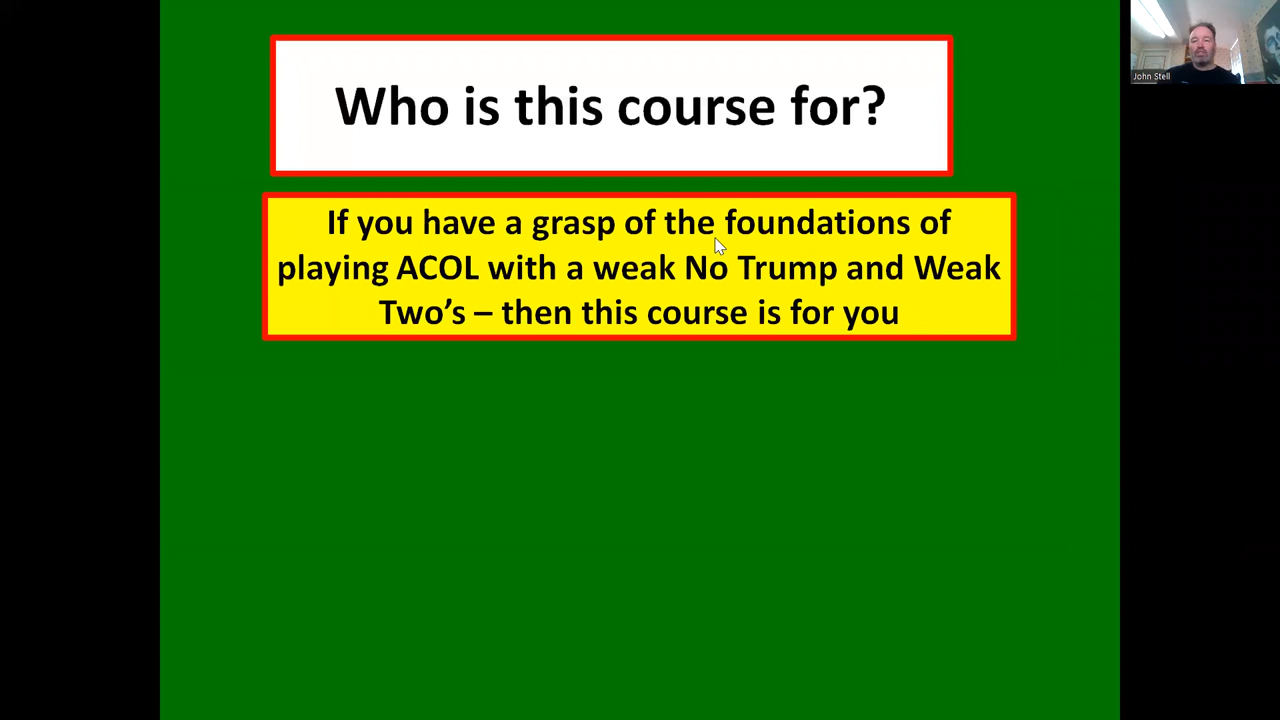 Who is this course for?
If you have a grasp of the foundations of
playing ACOL with a weak No Trump and Weak
Two’s – then this course is for you
John Stell